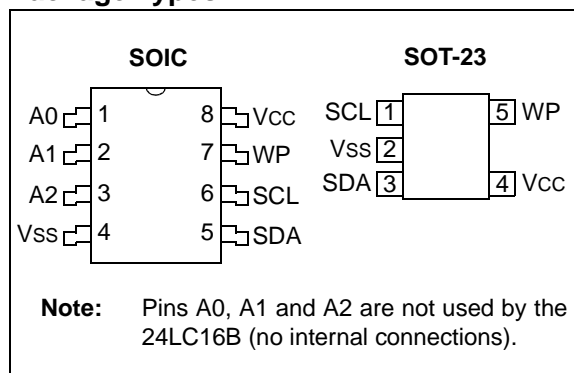 SOIC
A0 1 8 VCC
A1 2 7 WP
A2 3 6 SCL
VSS 4 5 SDA
SOT-23
SCL 1 5 WP
VSS 2
SDA 3 4 VCC
Note: Pins A0, A1 and A2 are not used by the
24LC16B (no internal connections).